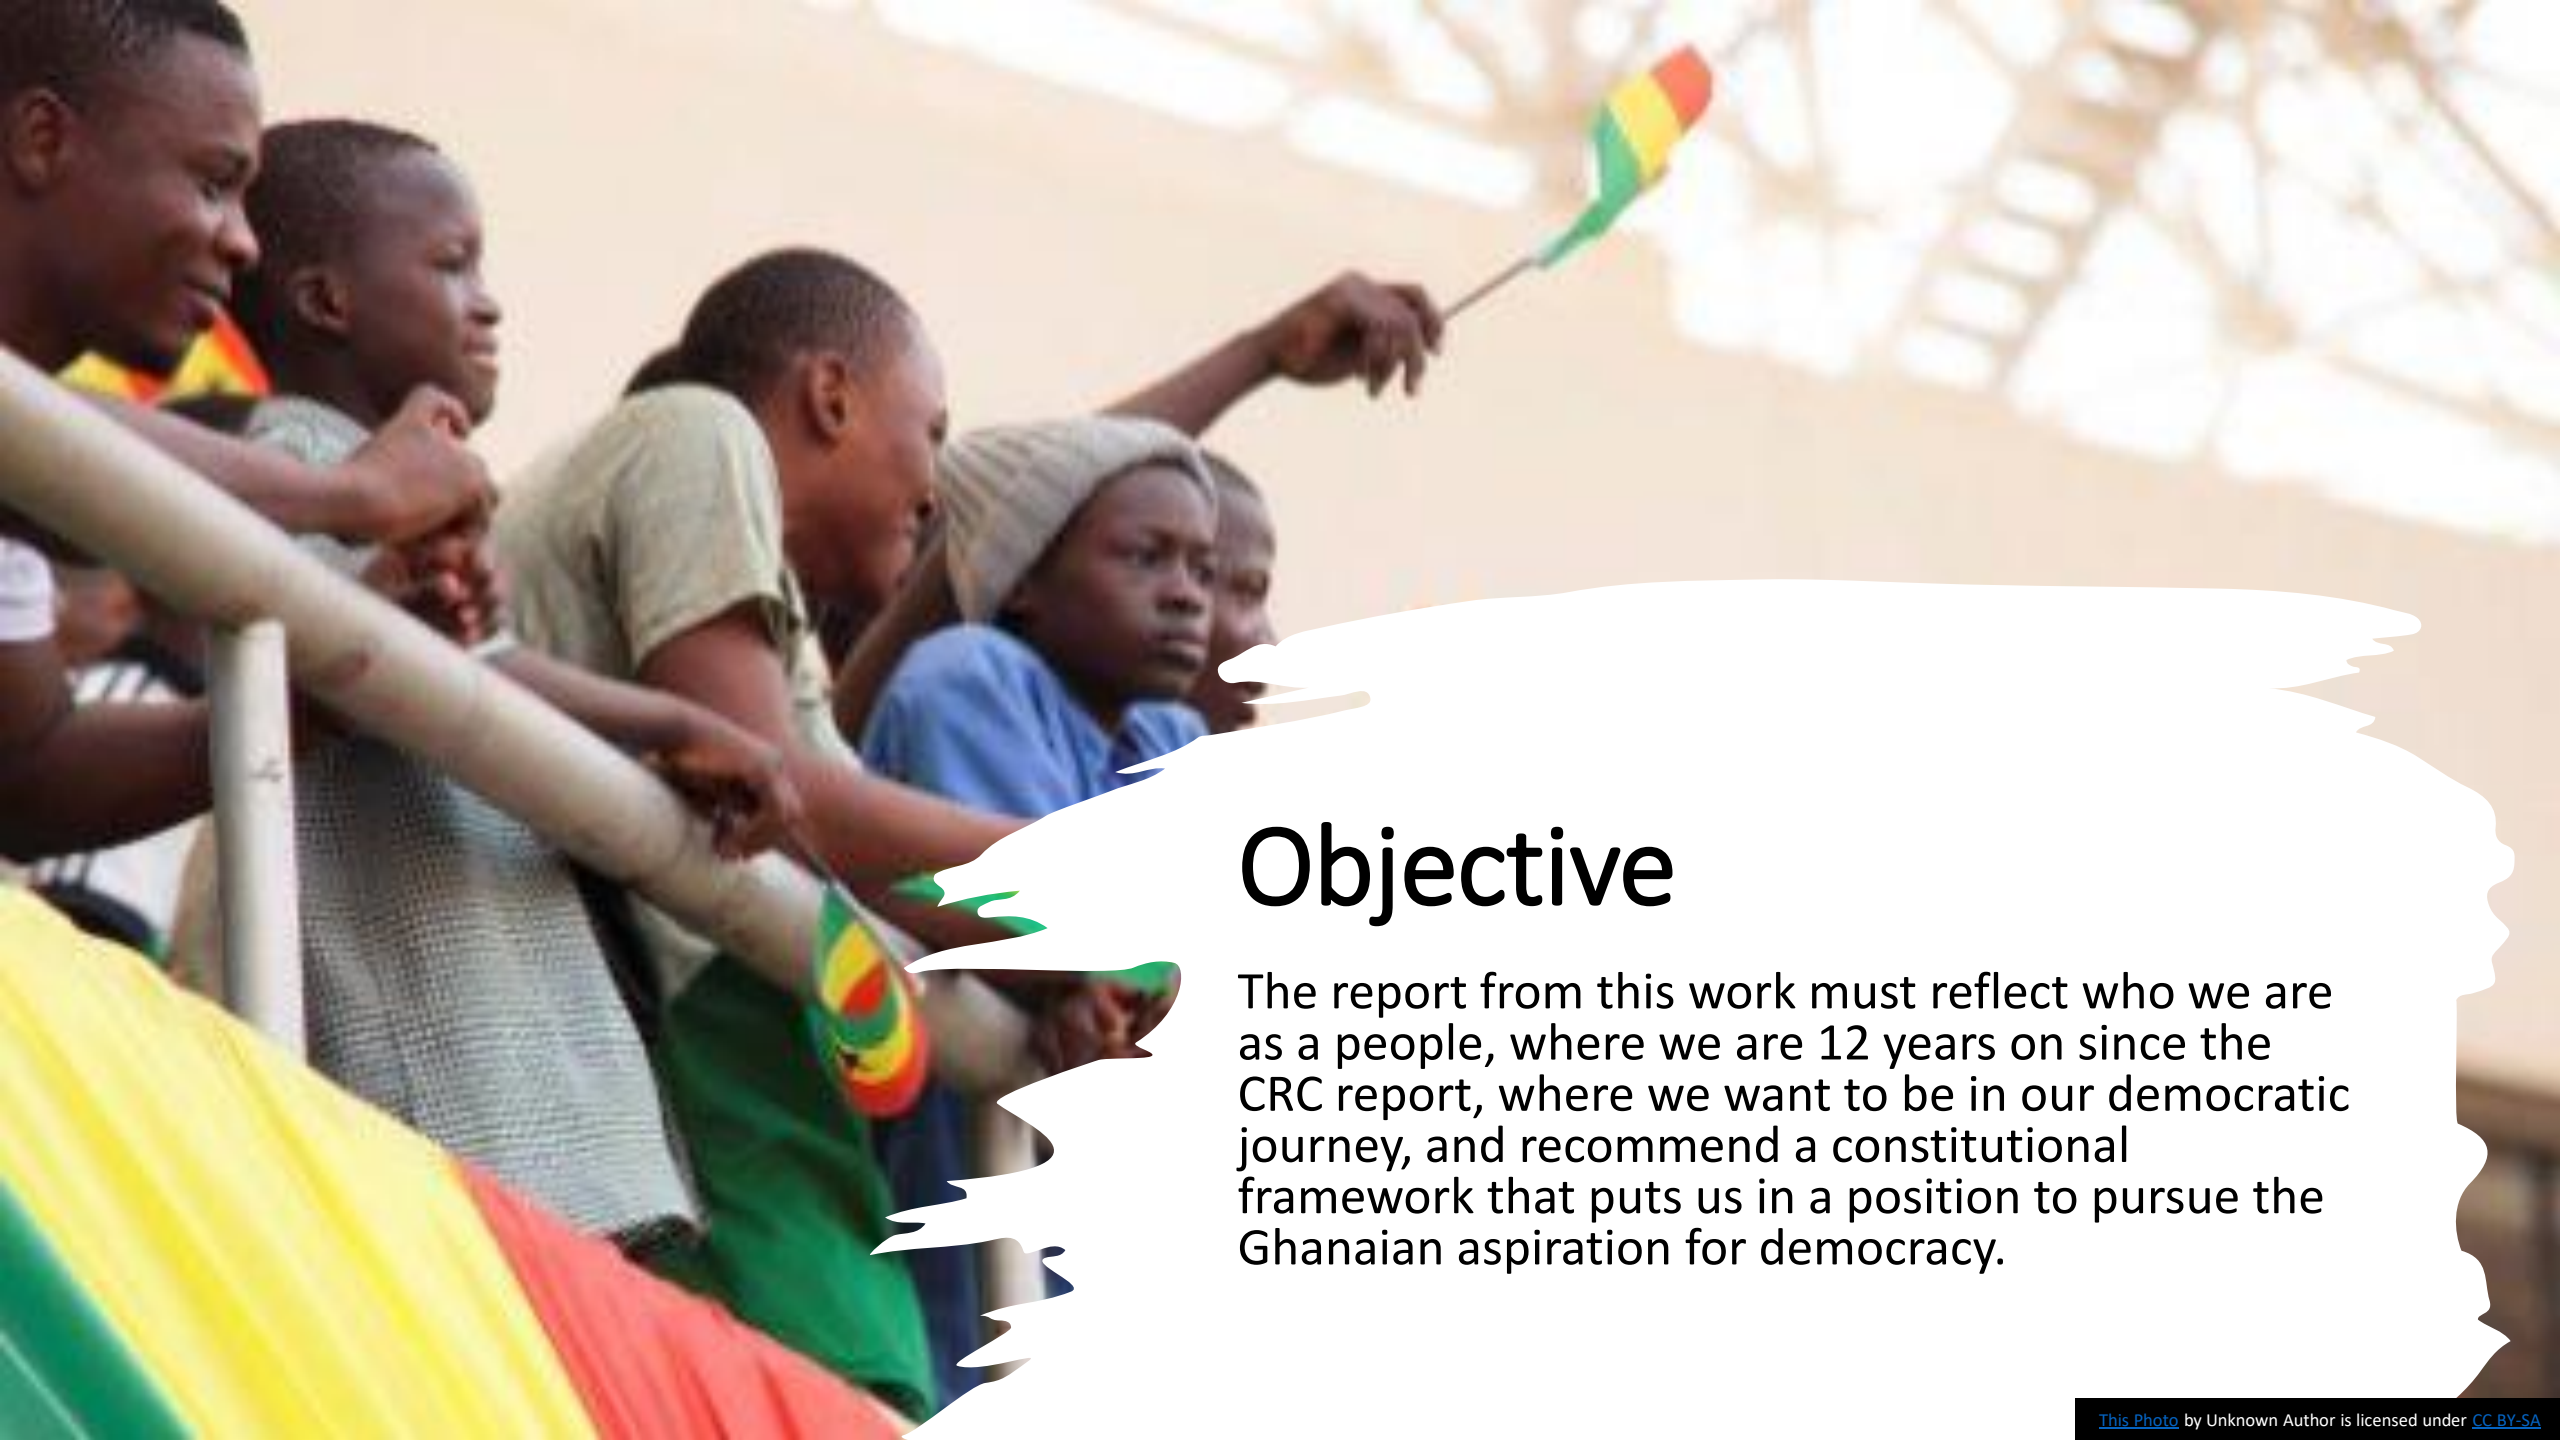 Objective
The report from this work must reflect who we are
as a people, where we are 12 years on since the
CRC report, where we want to be in our democratic
journey, and recommend a constitutional
framework that puts us in a position to pursue the
Ghanaian aspiration for democracy.
This Photo by Unknown Author is licensed under CC BY-SA